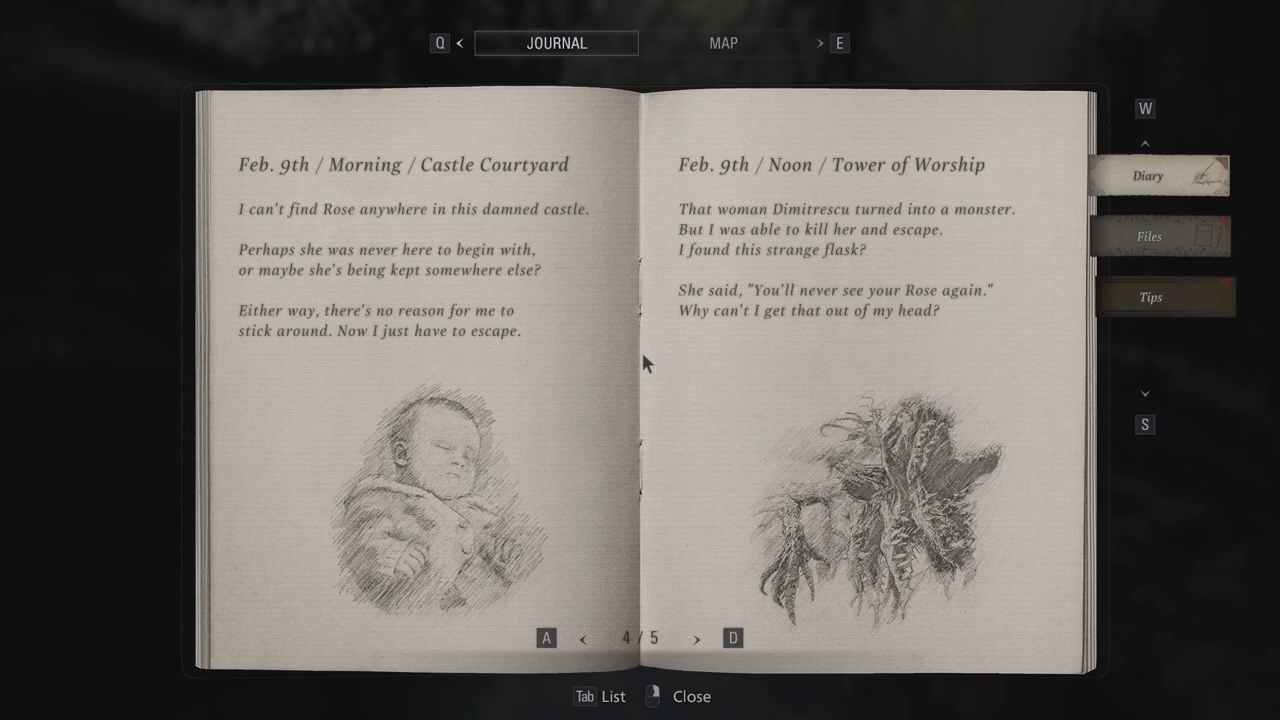 Q
JOURNAL
MAP
E
Feb. 9th / Morning / Castle Courtyard
I can't find Rose anywhere in this damned castle.
Perhaps she was never here to begin with,
or maybe she's being kept somewhere else?
Either way, there's no reason for me to
stick around. Now I just have to escape.
Feb. 9th / Noon / Tower of Worship
That woman Dimitrescu turned into a monster.
But I was able to kill her and escape.
I found this strange flask?
She said, "You'll never see your Rose again."
Why can't I get that out of my head?
W
Diary
Files
Tips
S
A
4 / 5
D
Tab List
Close